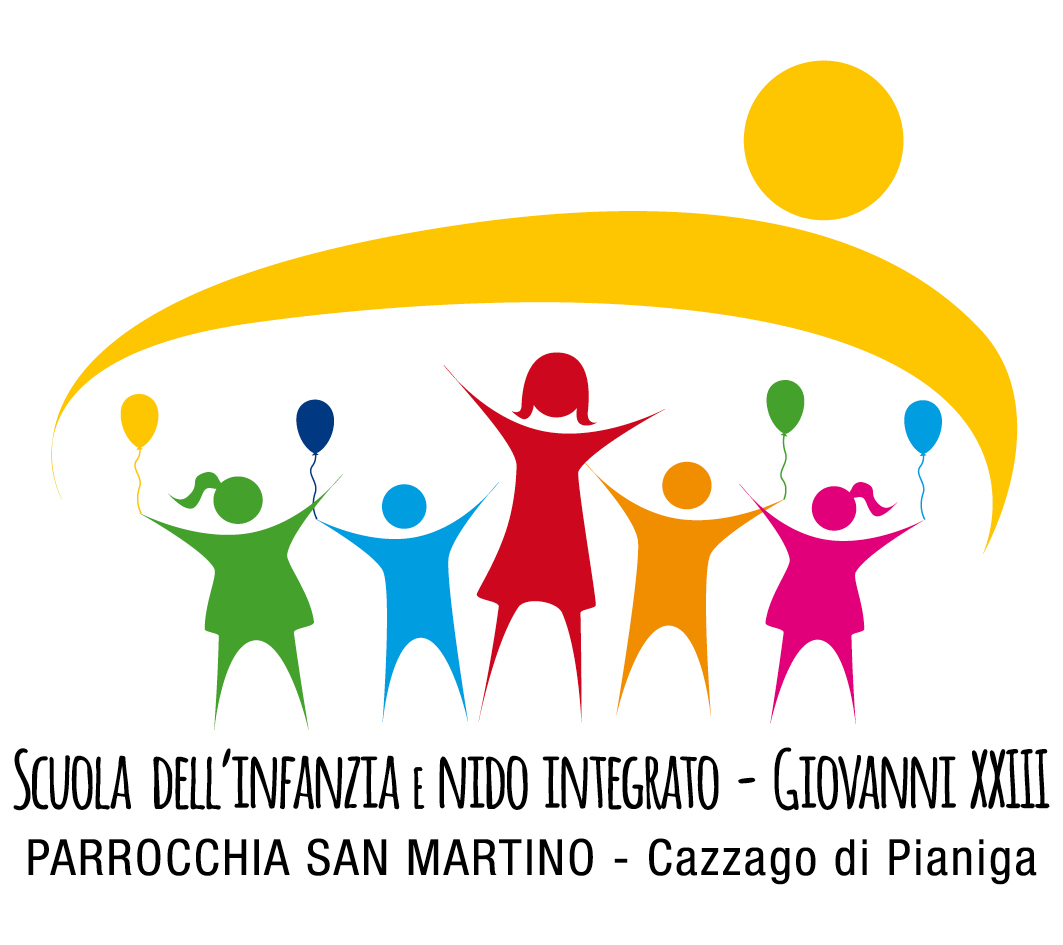 SCUOLA DELL'INFANZIA E NIDO INTEGRATO - GIOVANNI XXIII
PARROCCHIA SAN MARTINO - Cazzago di Pianiga